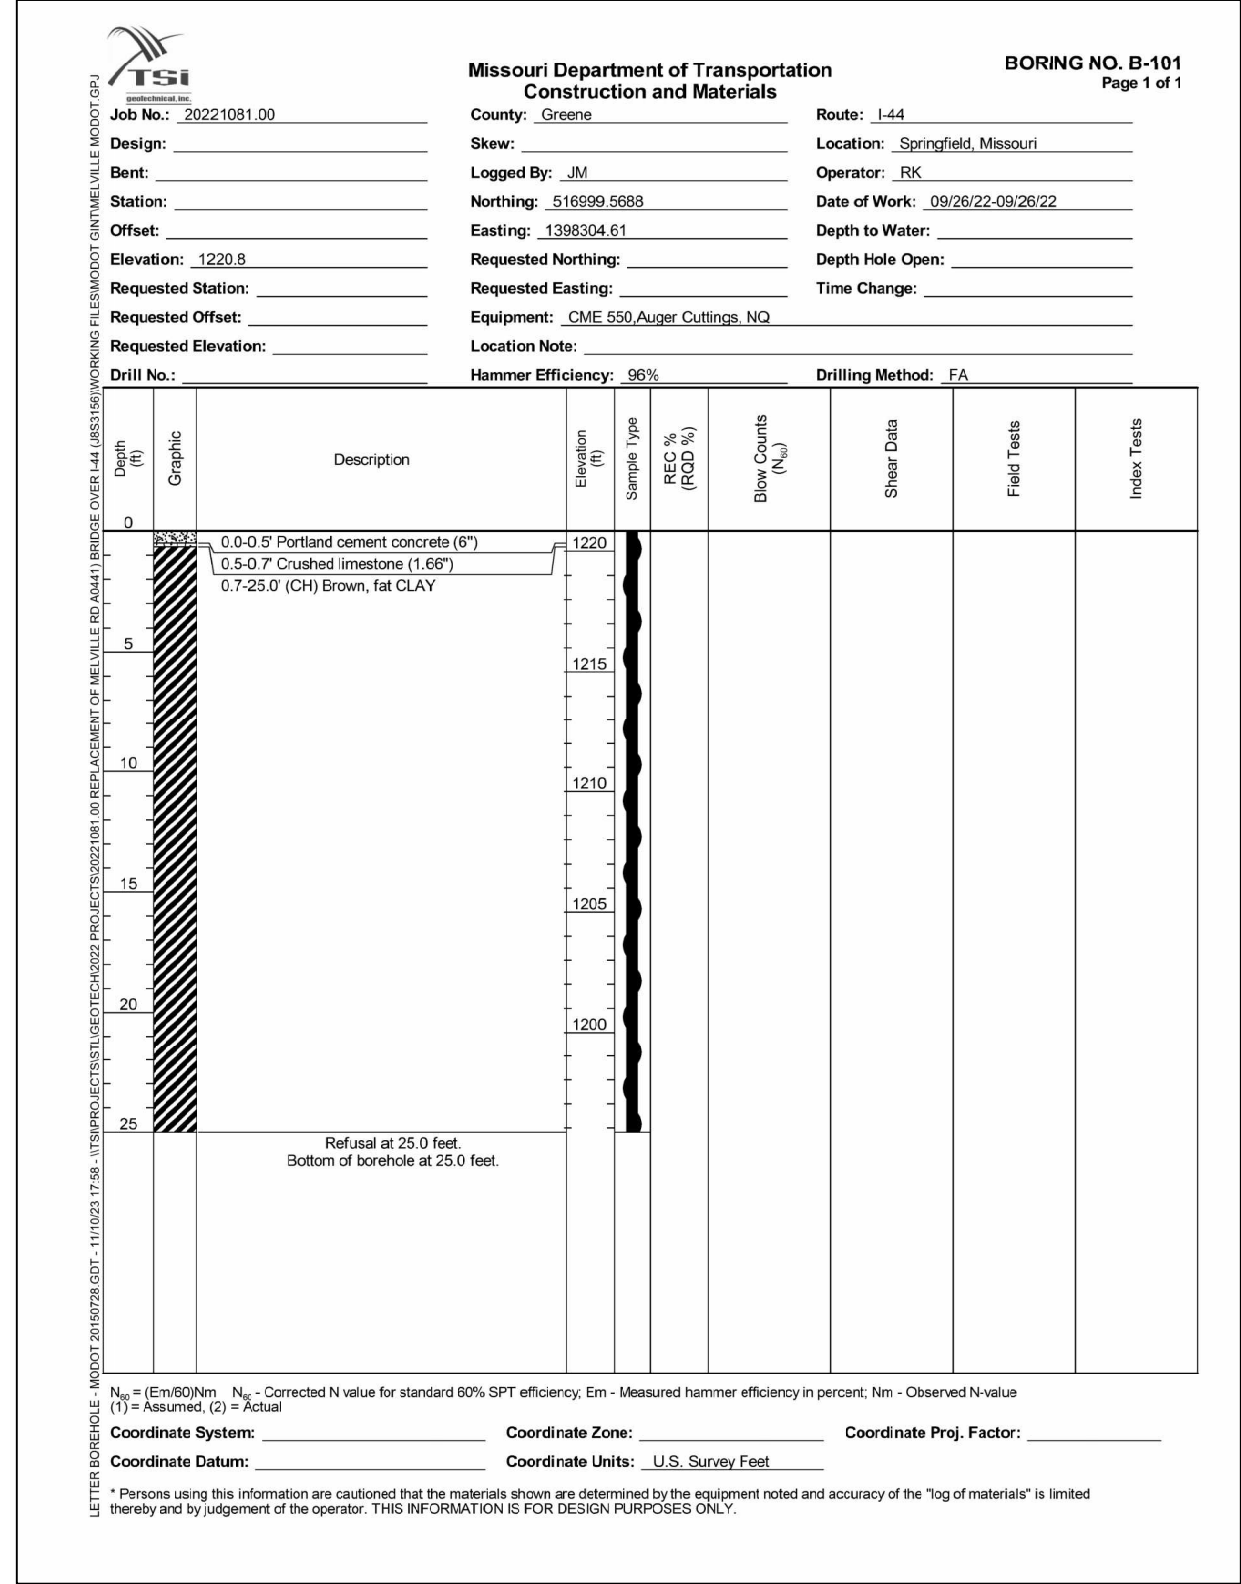 TSi
geotechnical, inc.
Missouri Department of Transportation
Construction and Materials
BORING NO. B-101
Page 1 of 1
Job No.: 20221081.00 County: Greene Route: I-44
Design: Skew: Location: Springfield, Missouri
Bent: Logged By: JM Operator: RK
Station: Northing: 516999.5688 Date of Work: 09/26/22-09/26/22
Offset: Easting: 1398304.61 Depth to Water:
Elevation: 1220.8 Requested Northing: Depth Hole Open:
Requested Station: Requested Easting: Time Change:
Requested Offset: Equipment: CME 550,Auger Cuttings, NQ
Requested Elevation: Location Note:
Drill No.: Hammer Efficiency: 96% Drilling Method: FA
Depth (ft) Graphic Description Elevation (ft) Sample Type REC % (RQD %) Blow Counts (N60) Shear Data Field Tests Index Tests
0
0.0-0.5' Portland cement concrete (6") 1220
0.5-0.7' Crushed limestone (1.66")
0.7-25.0' (CH) Brown, fat CLAY
5
1215
10
1210
15
1205
20
1200
25
Refusal at 25.0 feet.
Bottom of borehole at 25.0 feet.
N60 = (Em/60)Nm N60 - Corrected N value for standard 60% SPT efficiency; Em - Measured hammer efficiency in percent; Nm - Observed N-value
(1) = Assumed, (2) = Actual
Coordinate System: Coordinate Zone: Coordinate Proj. Factor:
Coordinate Datum: Coordinate Units: U.S. Survey Feet
* Persons using this information are cautioned that the materials shown are determined by the equipment noted and accuracy of the "log of materials" is limited
thereby and by judgement of the operator. THIS INFORMATION IS FOR DESIGN PURPOSES ONLY.
LETTER BOREHOLE - MODOT 20150728.GDT - 11/10/23 17:58 - \\TSI\PROJECTS\STL\GEOTECH\2022 PROJECTS\20221081.00 REPLACEMENT OF MELVILLE RD A0441) BRIDGE OVER I-44 (J8S3156)\WORKING FILES\MODOT GINT\MELVILLE MODOT.GPJ